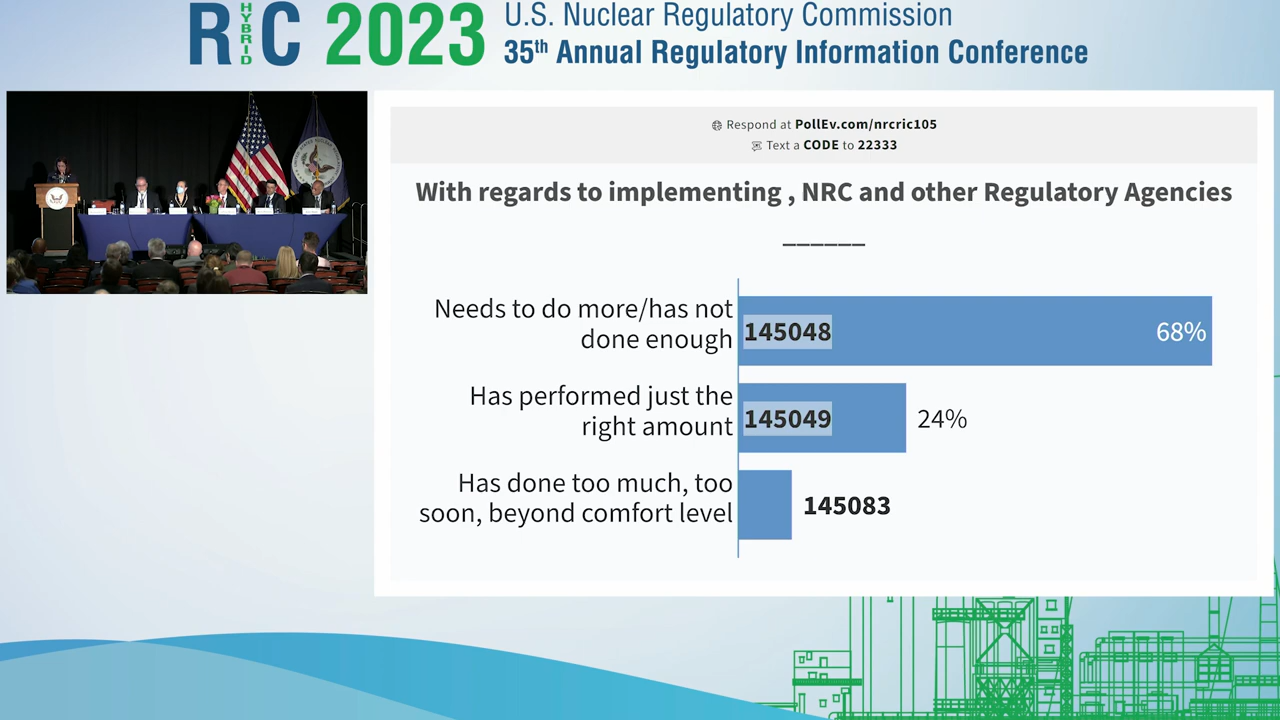 RIC 2023
HYBRID
U.S. Nuclear Regulatory Commission
35th Annual Regulatory Information Conference
Respond at PollEv.com/nrcric105
Text a CODE to 22333
With regards to implementing , NRC and other Regulatory Agencies
______
Needs to do more/has not
done enough
145048
68%
Has performed just the
right amount
145049
24%
Has done too much, too
soon, beyond comfort level
145083